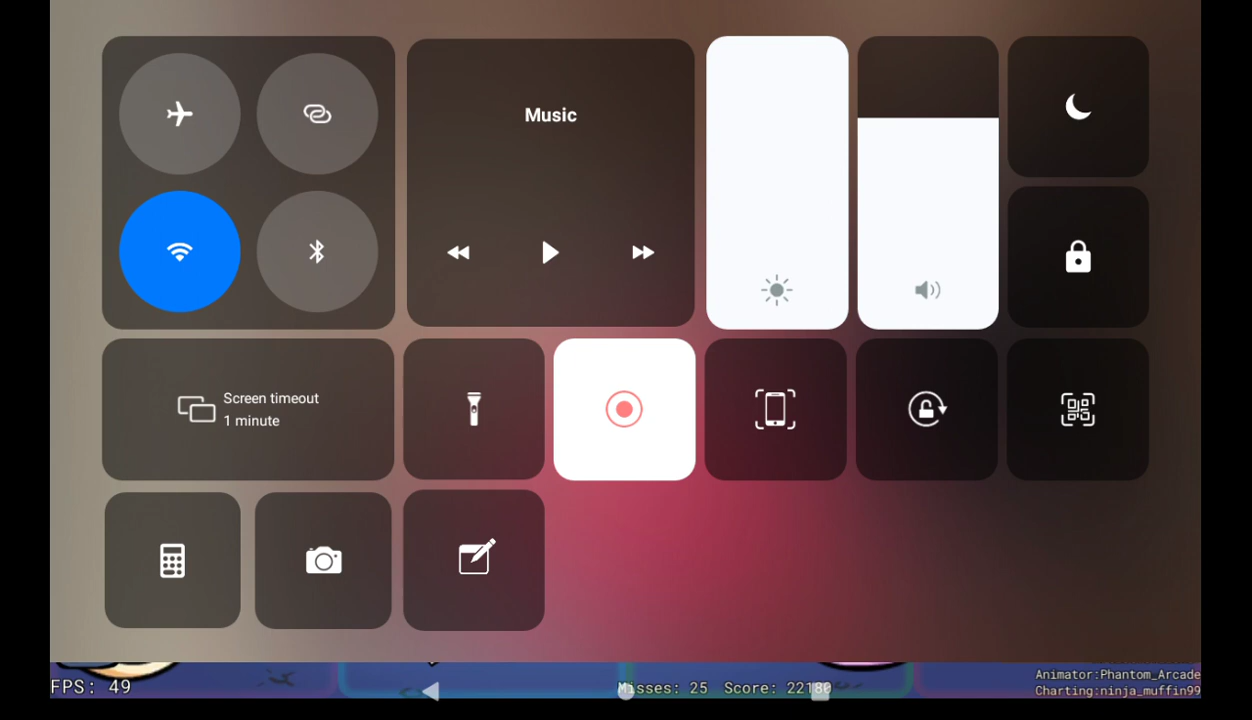 Music
Screen timeout
1 minute
FPS: 49
Misses: 25 Score: 22180
Animator:Phantom_Arcade
Charting:ninja_muffin99